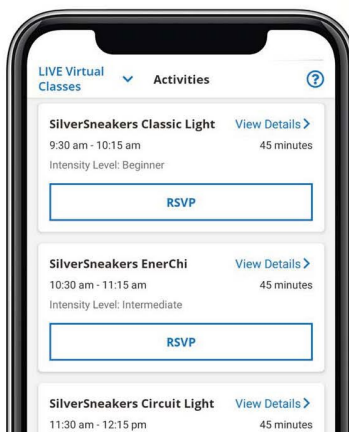 LIVE Virtual
Classes
Activities
?
SilverSneakers Classic Light View Details >
9:30 am - 10:15 am 45 minutes
Intensity Level: Beginner
RSVP
SilverSneakers EnerChi View Details >
10:30 am - 11:15 am 45 minutes
Intensity Level: Intermediate
RSVP
SilverSneakers Circuit Light View Details >
11:30 am - 12:15 pm 45 minutes